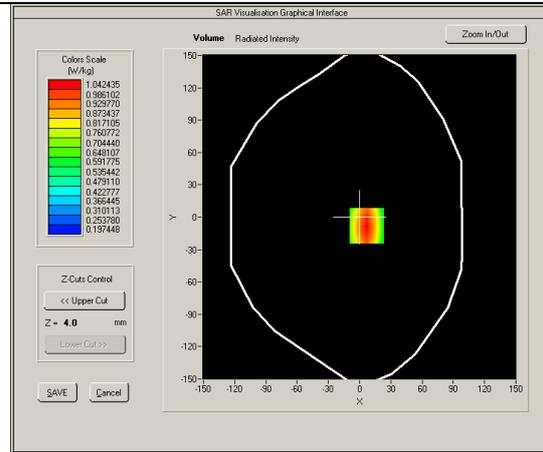 SAR Visualisation Graphical Interface
Volume Radiated Intensity
Zoom In/Out
Colors Scale
(W/kg)
1.042435
0.986102
0.929770
0.873437
0.817105
0.760772
0.704440
0.648107
0.591775
0.535442
0.479110
0.422777
0.366445
0.310113
0.253780
0.197448
Z-Cuts Control
<< Upper Cut
Z = 4.0 mm
Lower Cut >>
SAVE
Cancel
Y
150-
120-
90-
60-
30-
0-
-30-
-60-
-90-
-120-
-150-
-150 -120 -90 -60 -30 0 30 60 90 120 150
X